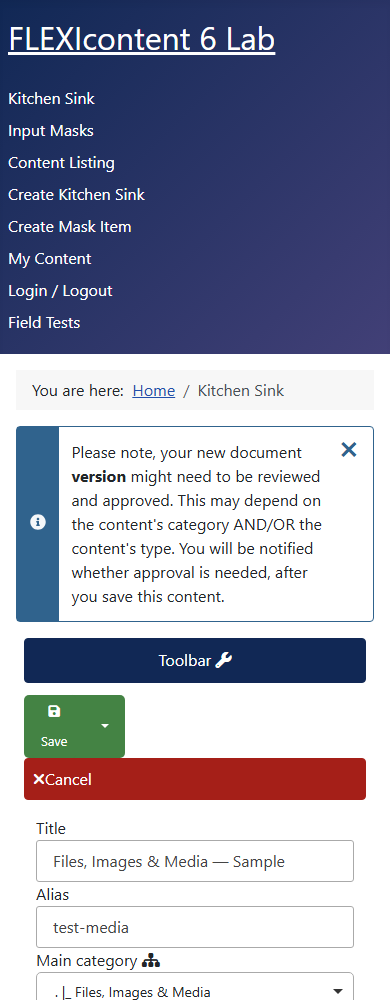 FLEXIcontent 6 Lab
Kitchen Sink
Input Masks
Content Listing
Create Kitchen Sink
Create Mask Item
My Content
Login / Logout
Field Tests
You are here: Home / Kitchen Sink
Please note, your new document
version might need to be reviewed
and approved. This may depend on
the content's category AND/OR the
content's type. You will be notified
whether approval is needed, after
you save this content.
Toolbar
Save
Cancel
Title
Files, Images & Media — Sample
Alias
test-media
Main category
. |_ Files, Images & Media